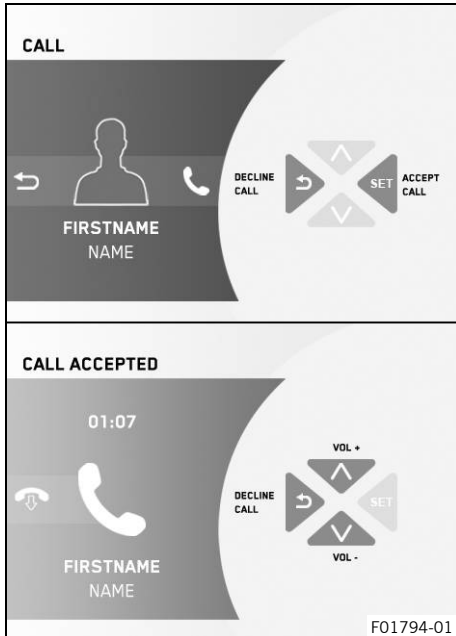 CALL
DECLINE
CALL
SET
ACCEPT
CALL
FIRSTNAME
NAME
CALL ACCEPTED
01:07
VOL +
DECLINE
CALL
SET
VOL -
FIRSTNAME
NAME
F01794-01